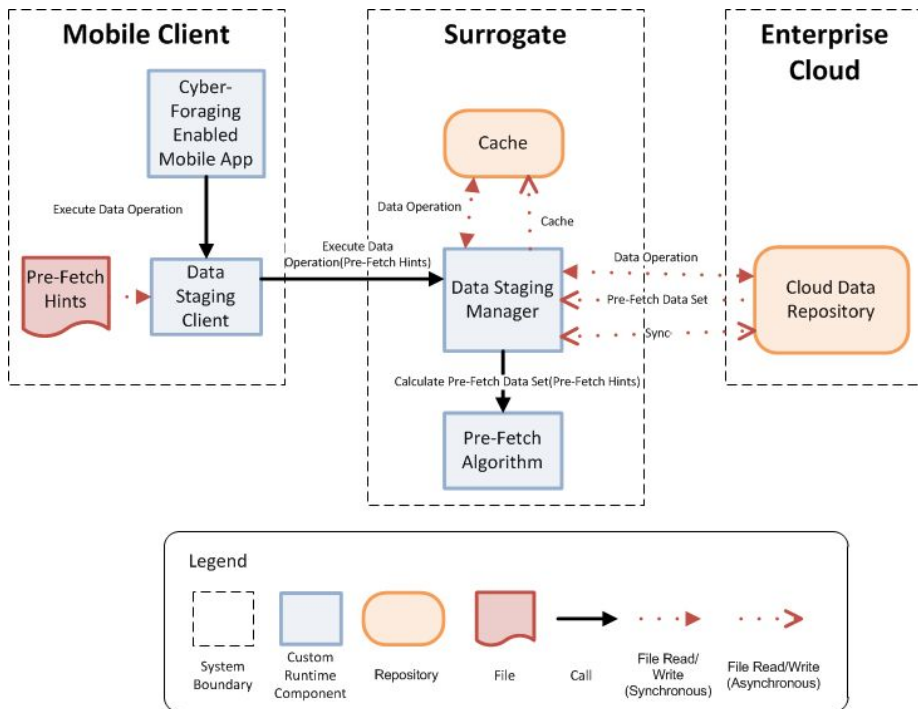 Mobile Client
Surrogate
Enterprise
Cloud
Cyber-
Foraging
Enabled
Mobile App
Cache
Execute Data Operation
Data Operation
Cache
Execute Data
Operation(Pre-Fetch Hints)
Data Operation
Pre-Fetch
Hints
Data
Staging
Client
Data Staging
Manager
Pre-Fetch Data Set
Cloud Data
Repository
Sync
Calculate Pre-Fetch Data Set(Pre-Fetch Hints)
Pre-Fetch
Algorithm
Legend
System
Boundary
Custom
Runtime
Component
Repository
File
Call
File Read/
Write
(Synchronous)
File Read/Write
(Asynchronous)